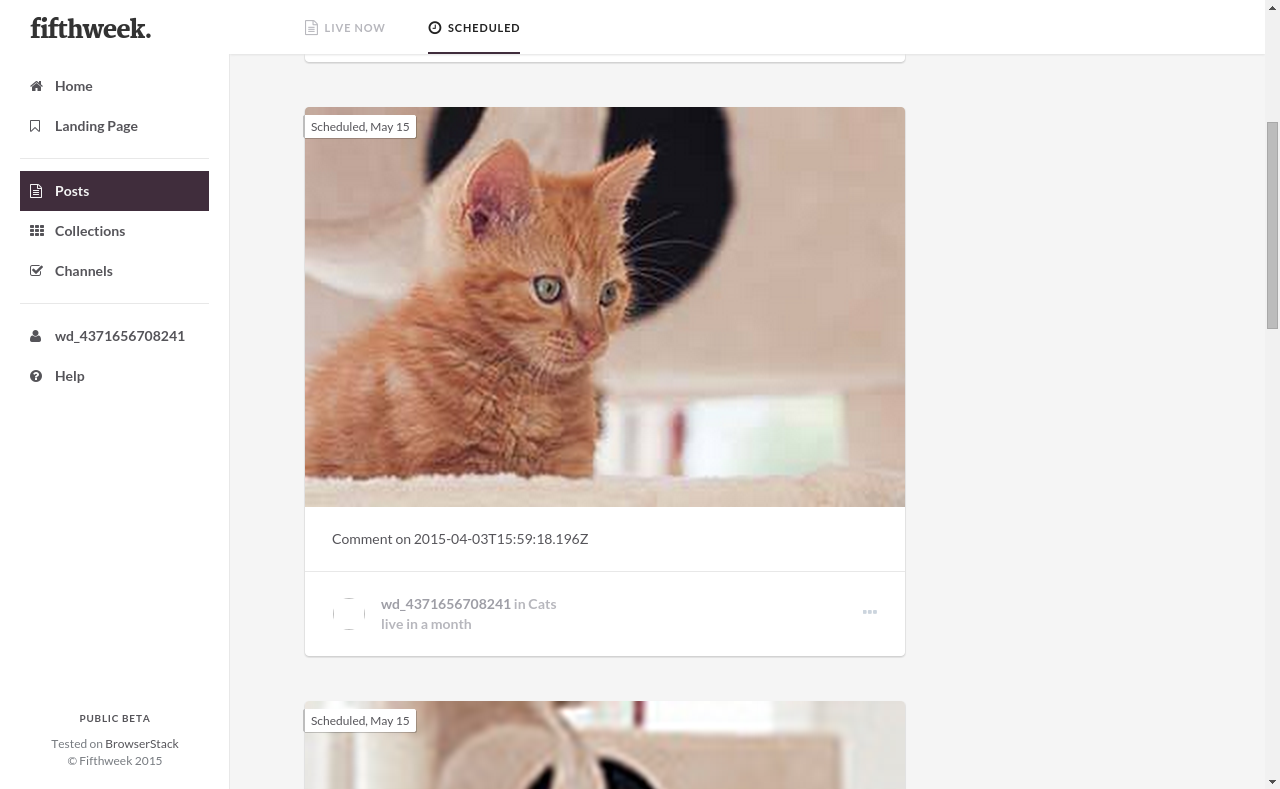 fifthweek.
LIVE NOW
SCHEDULED
Home
Landing Page
Posts
Collections
Channels
wd_4371656708241
Help
Scheduled, May 15
Comment on 2015-04-03T15:59:18.196Z
wd_4371656708241 in Cats
live in a month
Scheduled, May 15
PUBLIC BETA
Tested on BrowserStack
© Fifthweek 2015